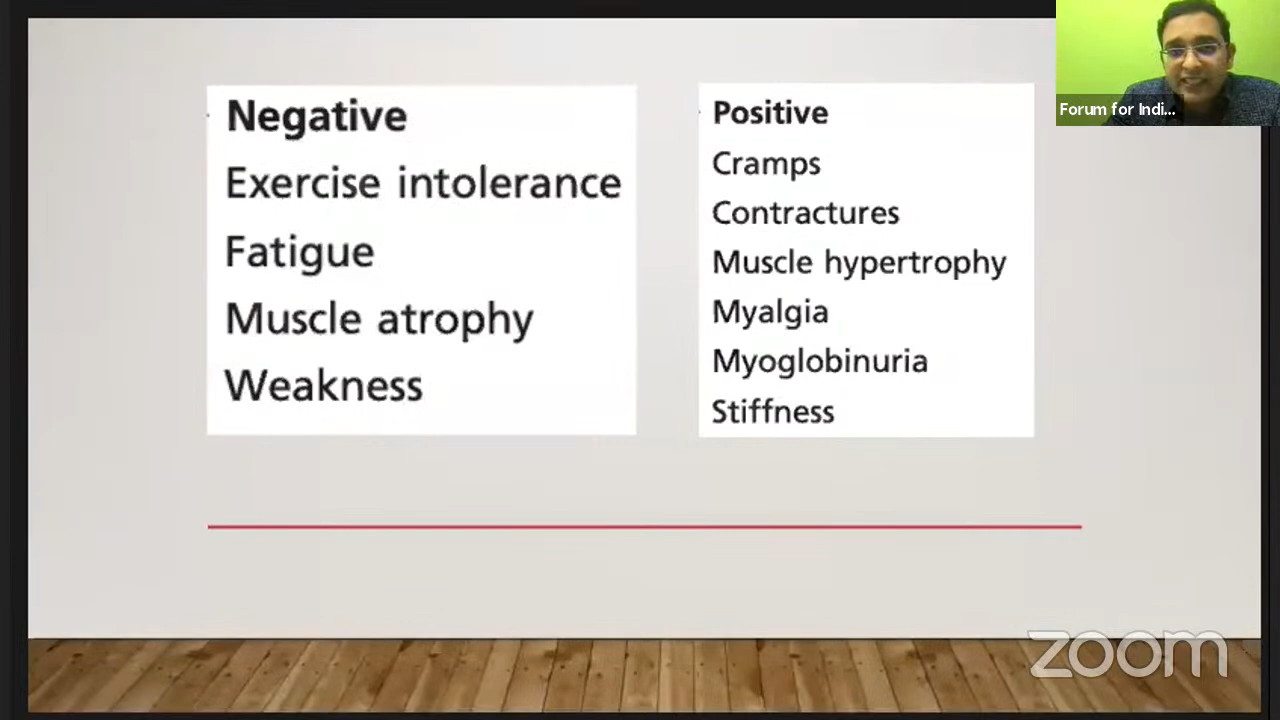 Negative
Exercise intolerance
Fatigue
Muscle atrophy
Weakness
Positive
Cramps
Contractures
Muscle hypertrophy
Myalgia
Myoglobinuria
Stiffness
Forum for Indi...
zoom